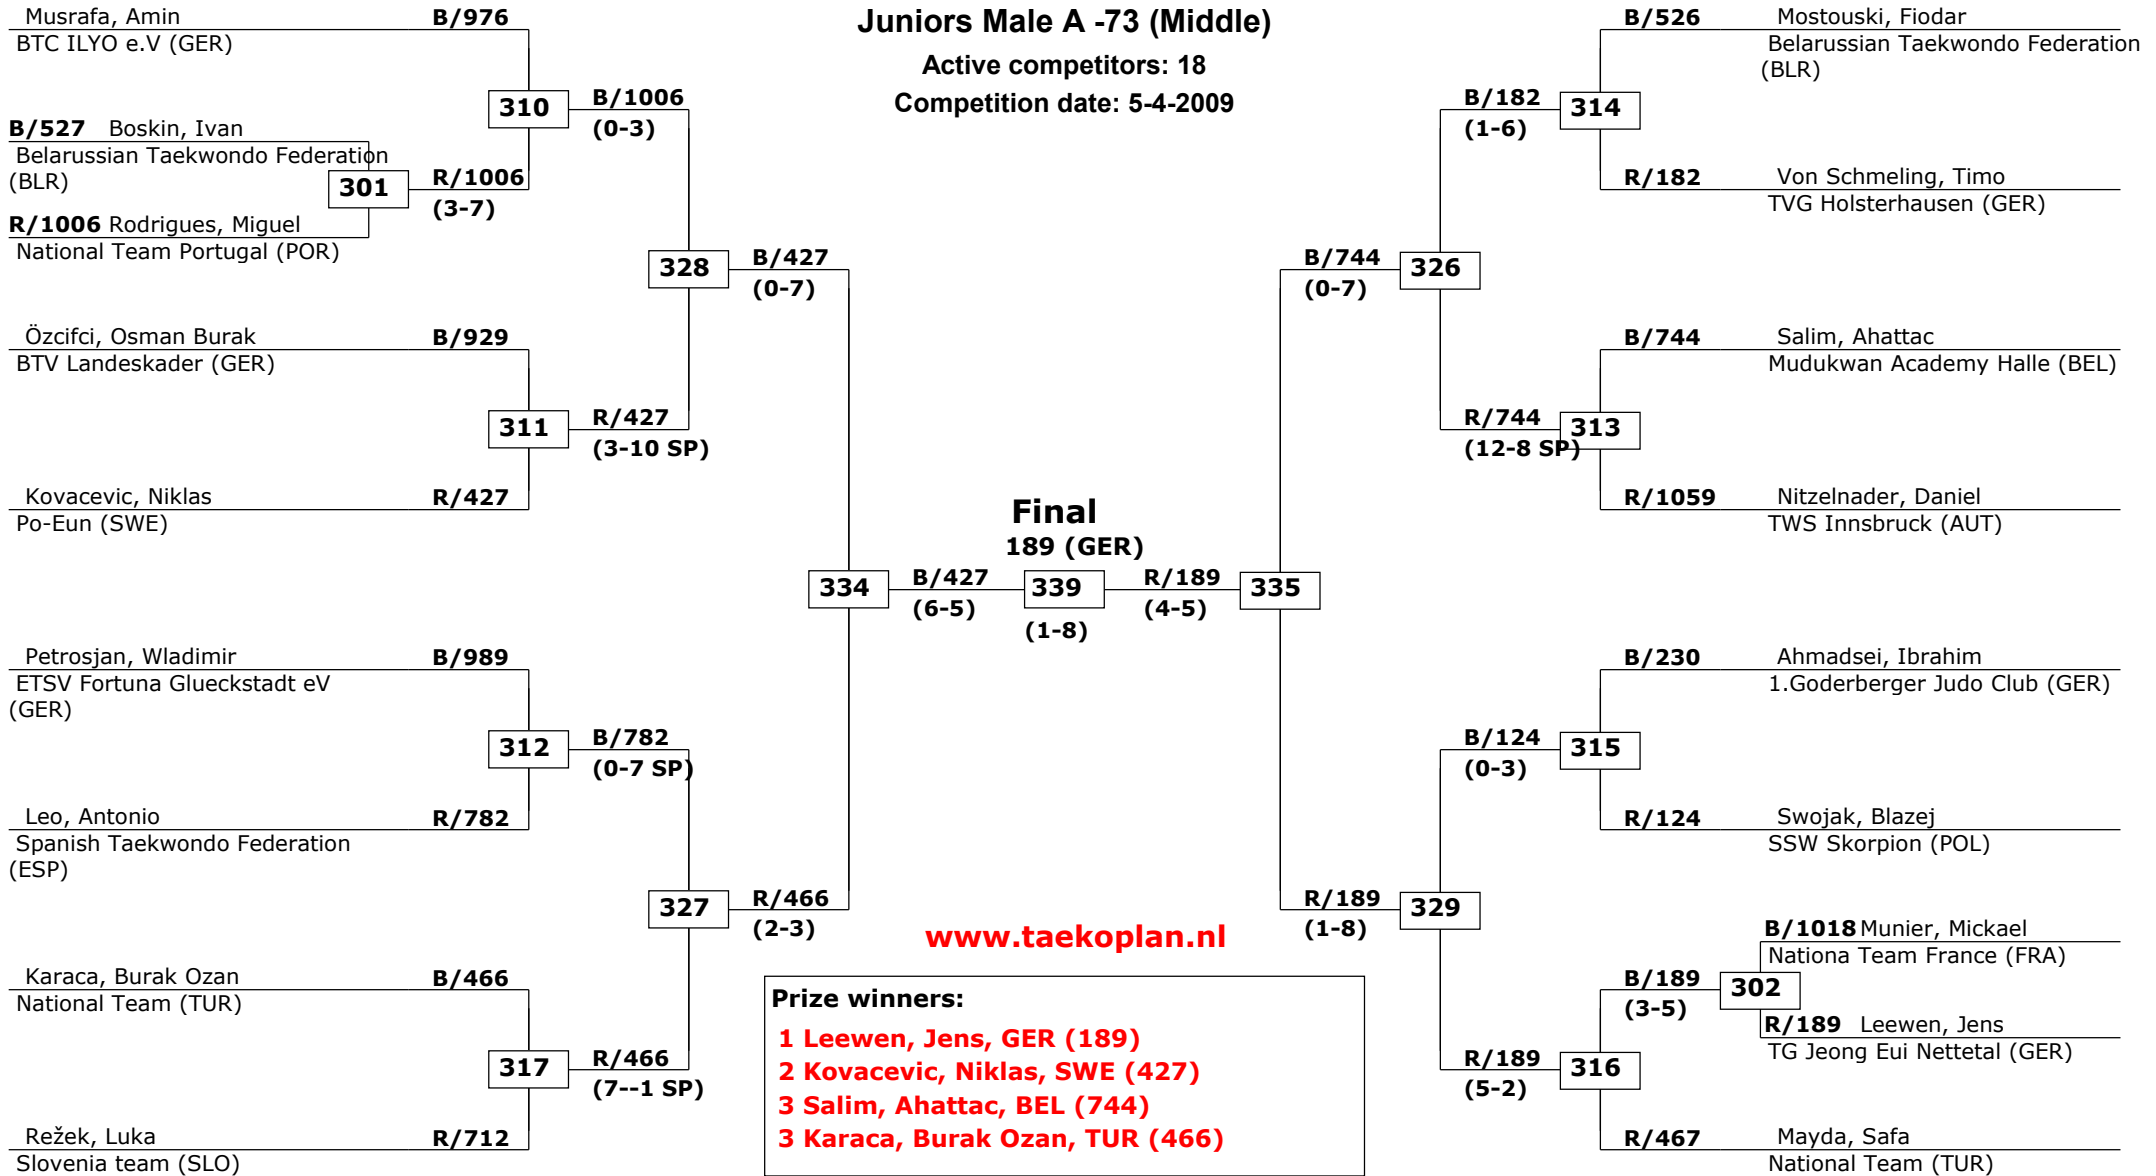 Juniors Male A -73 (Middle)
Active competitors: 18
Competition date: 5-4-2009
Musrafa, Amin B/976
BTC ILYO e.V (GER)
310
B/1006
(0-3)
B/527 Boskin, Ivan
Belarussian Taekwondo Federation
(BLR)
301
R/1006
(3-7)
R/1006 Rodrigues, Miguel
National Team Portugal (POR)
328
B/427
(0-7)
Özcifci, Osman Burak B/929
BTV Landeskader (GER)
311
R/427
(3-10 SP)
Kovacevic, Niklas R/427
Po-Eun (SWE)
334
B/427
(6-5)
Petrosjan, Wladimir B/989
ETSV Fortuna Glueckstadt eV
(GER)
312
B/782
(0-7 SP)
Leo, Antonio R/782
Spanish Taekwondo Federation
(ESP)
327
R/466
(2-3)
Karaca, Burak Ozan B/466
National Team (TUR)
317
R/466
(7--1 SP)
Režek, Luka R/712
Slovenia team (SLO)
Final
189 (GER)
339
(1-8)
B/526 Mostouski, Fiodar
Belarussian Taekwondo Federation
(BLR)
B/182
(1-6)
314
R/182 Von Schmeling, Timo
TVG Holsterhausen (GER)
B/744
(0-7)
326
B/744 Salim, Ahattac
Mudukwan Academy Halle (BEL)
R/744
(12-8 SP)
313
R/1059 Nitzelnader, Daniel
TWS Innsbruck (AUT)
R/189
(4-5)
335
B/230 Ahmadsei, Ibrahim
1.Goderberger Judo Club (GER)
B/124
(0-3)
315
R/124 Swojak, Blazej
SSW Skorpion (POL)
R/189
(1-8)
329
B/1018 Munier, Mickael
Nationa Team France (FRA)
B/189
(3-5)
302
R/189 Leewen, Jens
TG Jeong Eui Nettetal (GER)
R/189
(5-2)
316
R/467 Mayda, Safa
National Team (TUR)
www.taekoplan.nl
Prize winners:
1 Leewen, Jens, GER (189)
2 Kovacevic, Niklas, SWE (427)
3 Salim, Ahattac, BEL (744)
3 Karaca, Burak Ozan, TUR (466)